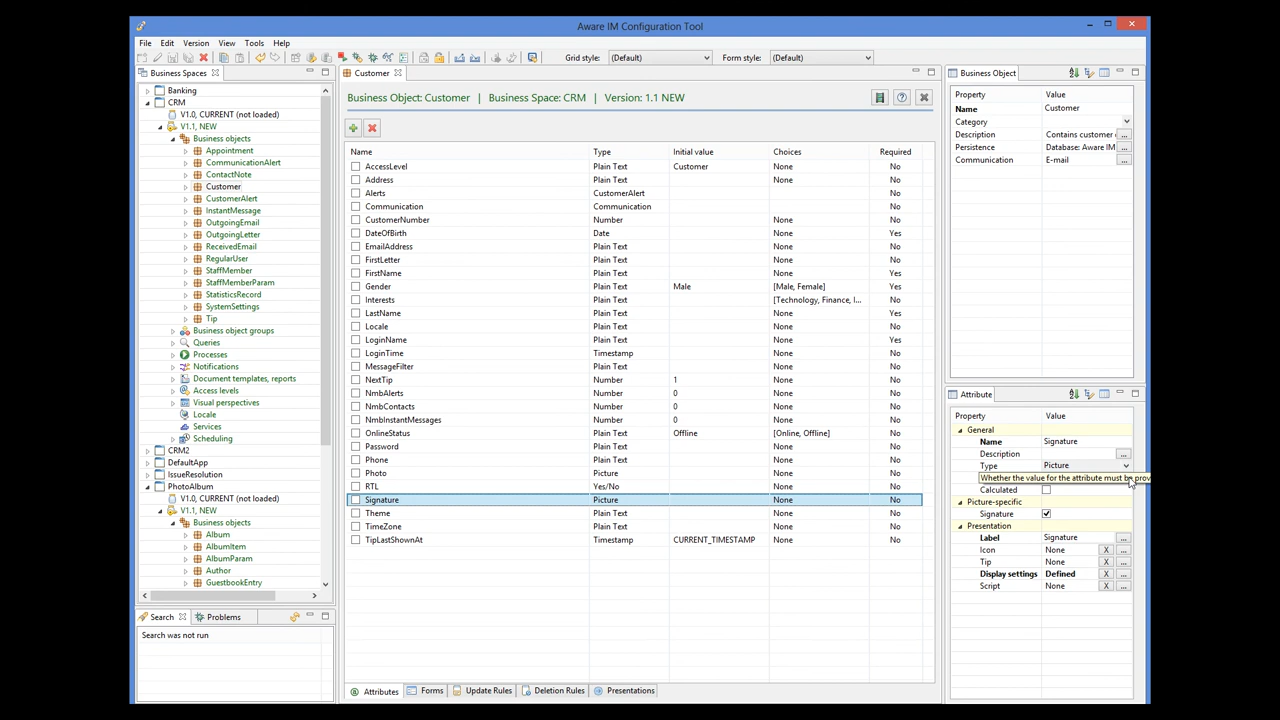 Aware IM Configuration Tool
File Edit Version View Tools Help
Grid style: (Default) Form style: (Default)
Business Spaces
Banking
CRM
V1.0, CURRENT (not loaded)
V1.1, NEW
Business objects
Appointment
CommunicationAlert
ContactNote
Customer
CustomerAlert
InstantMessage
OutgoingEmail
OutgoingLetter
ReceivedEmail
RegularUser
StaffMember
StaffMemberParam
StatisticsRecord
SystemSettings
Tip
Business object groups
Queries
Processes
Notifications
Document templates, reports
Access levels
Visual perspectives
Locale
Services
Scheduling
CRM2
DefaultApp
IssueResolution
PhotoAlbum
V1.0, CURRENT (not loaded)
V1.1, NEW
Business objects
Album
AlbumItem
AlbumParam
Author
GuestbookEntry
Search Problems
Search was not run
Customer
Business Object: Customer | Business Space: CRM | Version: 1.1 NEW
Name Type Initial value Choices Required
AccessLevel Plain Text Customer No
Address Plain Text None No
Alerts CustomerAlert No
Communication Communication No
CustomerNumber Number None No
DateOfBirth Date None Yes
EmailAddress Plain Text None No
FirstLetter Plain Text None No
FirstName Plain Text None Yes
Gender Plain Text Male [Male, Female] Yes
Interests Plain Text [Technology, Finance, I... No
LastName Plain Text None Yes
Locale Plain Text None No
LoginName Plain Text None Yes
LoginTime Timestamp None No
MessageFilter Plain Text None No
NextTip Number 1 None No
NmbAlerts Number 0 None No
NmbContacts Number 0 None No
NmbInstantMessages Number 0 None No
OnlineStatus Plain Text Offline [Online, Offline] No
Password Plain Text None No
Phone Plain Text None No
Photo Picture None No
RTL Yes/No None No
Signature Picture None No
Theme Plain Text None No
TimeZone Plain Text None No
TipLastShownAt Timestamp CURRENT_TIMESTAMP None No
Attributes Forms Update Rules Deletion Rules Presentations
Business Object
Property Value
Name Customer
Category
Description Contains customer ...
Persistence Database: Aware IM ...
Communication E-mail ...
Attribute
Property Value
General
Name Signature
Description ...
Type Picture
Whether the value for the attribute must be prov
Calculated
Picture-specific
Signature
Presentation
Label Signature ...
Icon None X ...
Tip None X ...
Display settings Defined X ...
Script None X ...